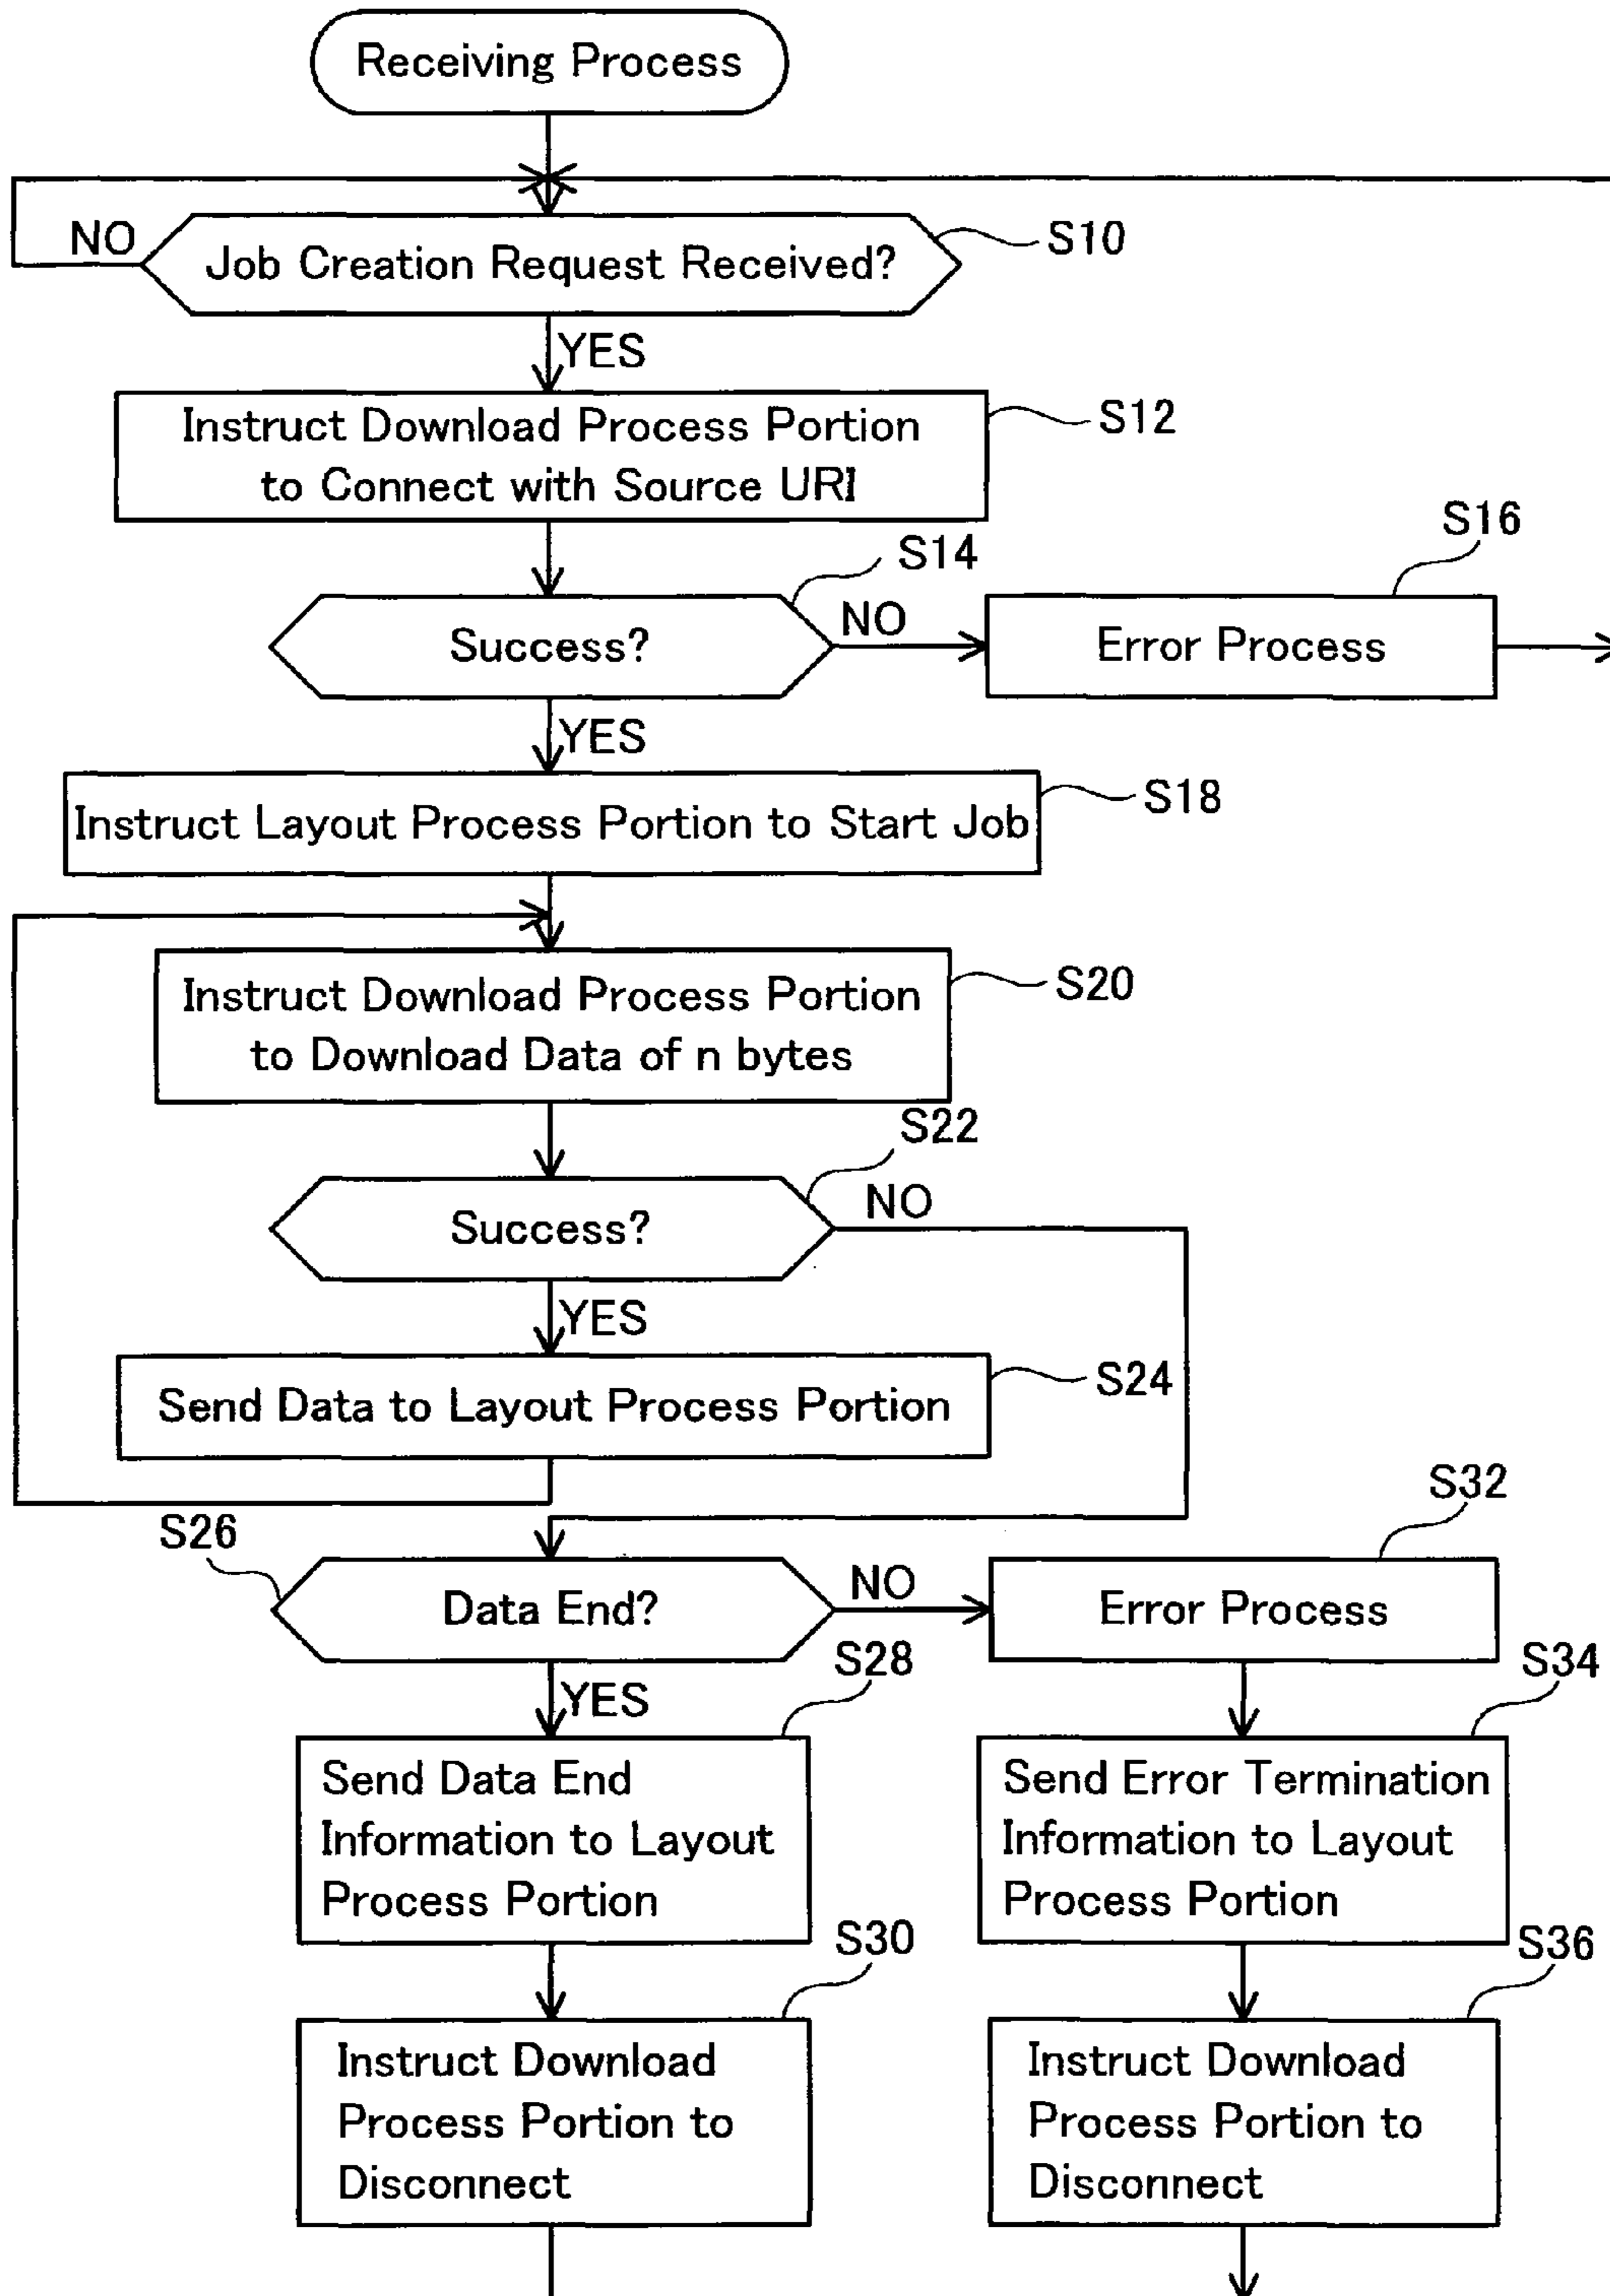 Receiving Process
NO
Job Creation Request Received?
S10
YES
Instruct Download Process Portion
to Connect with Source URI
S12
S14
S16
Success?
NO
Error Process
YES
Instruct Layout Process Portion to Start Job
S18
Instruct Download Process Portion
to Download Data of n bytes
S20
S22
Success?
NO
YES
Send Data to Layout Process Portion
S24
S26
S32
Data End?
NO
Error Process
YES
S28
S34
Send Data End
Information to Layout
Process Portion
Send Error Termination
Information to Layout
Process Portion
S30
S36
Instruct Download
Process Portion to
Disconnect
Instruct Download
Process Portion to
Disconnect